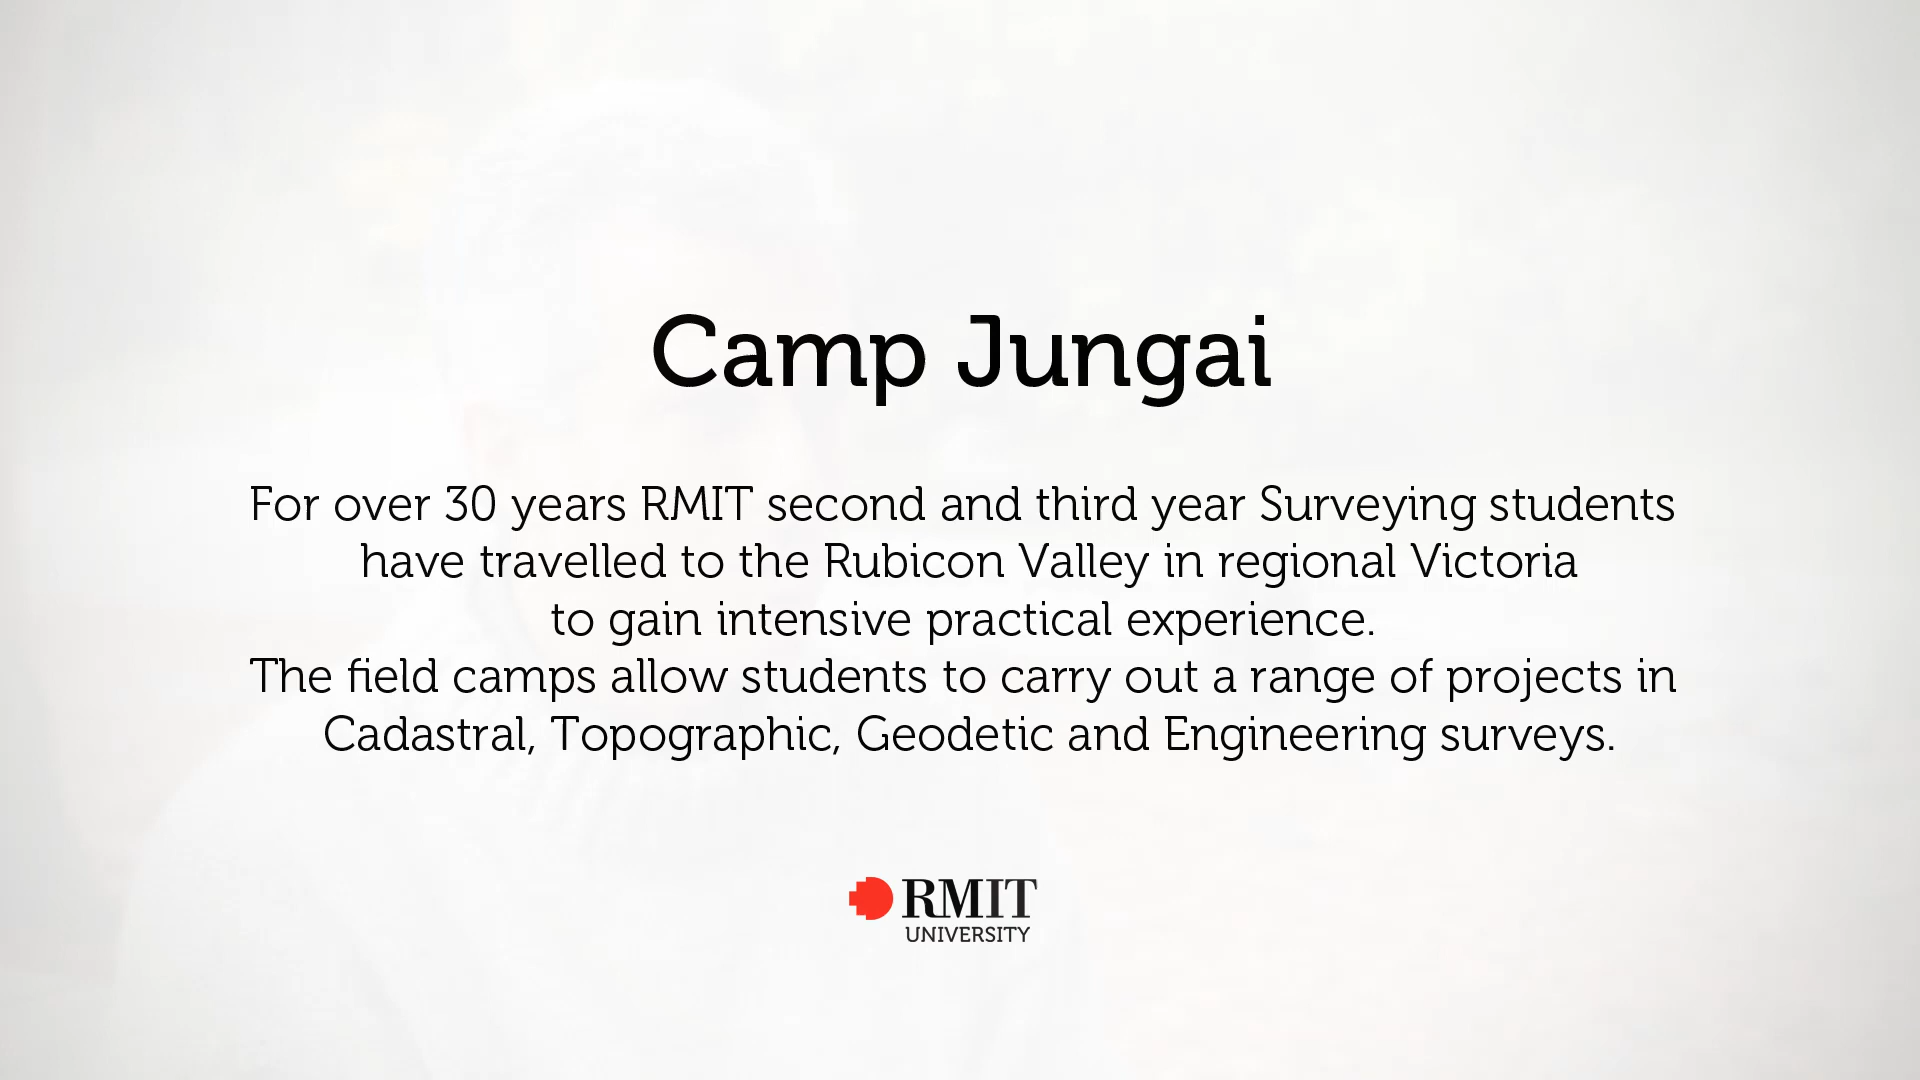 Camp Jungai
For over 30 years RMIT second and third year Surveying students
have travelled to the Rubicon Valley in regional Victoria
to gain intensive practical experience.
The field camps allow students to carry out a range of projects in
Cadastral, Topographic, Geodetic and Engineering surveys.
RMIT
UNIVERSITY